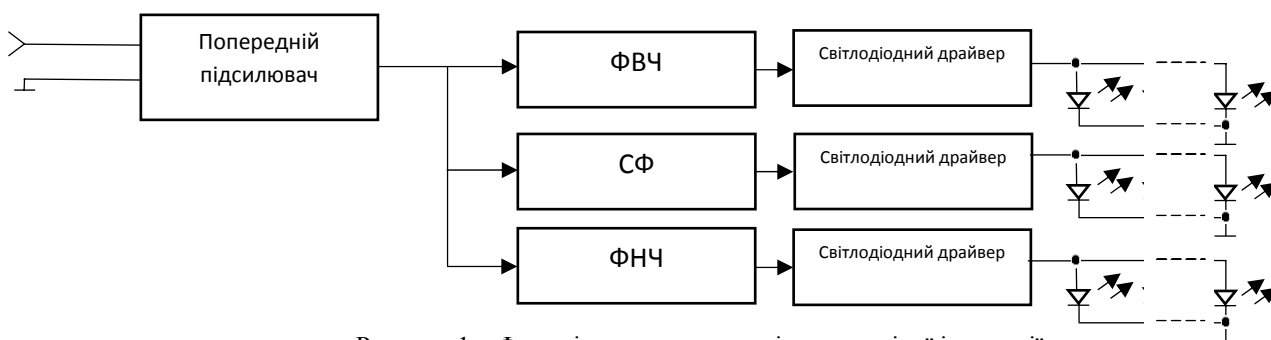 Попередній
підсилювач
ФВЧ
Світлодіодний драйвер
СФ
Світлодіодний драйвер
ФНЧ
Світлодіодний драйвер